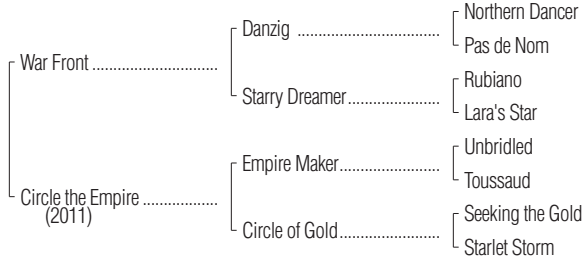 Northern Dancer
Danzig ..................................
Pas de Nom
War Front ..............................
Rubiano
Starry Dreamer......................
Lara's Star
Unbridled
Empire Maker........................
Toussaud
Circle the Empire ..................
(2011)
Seeking the Gold
Circle of Gold........................
Starlet Storm